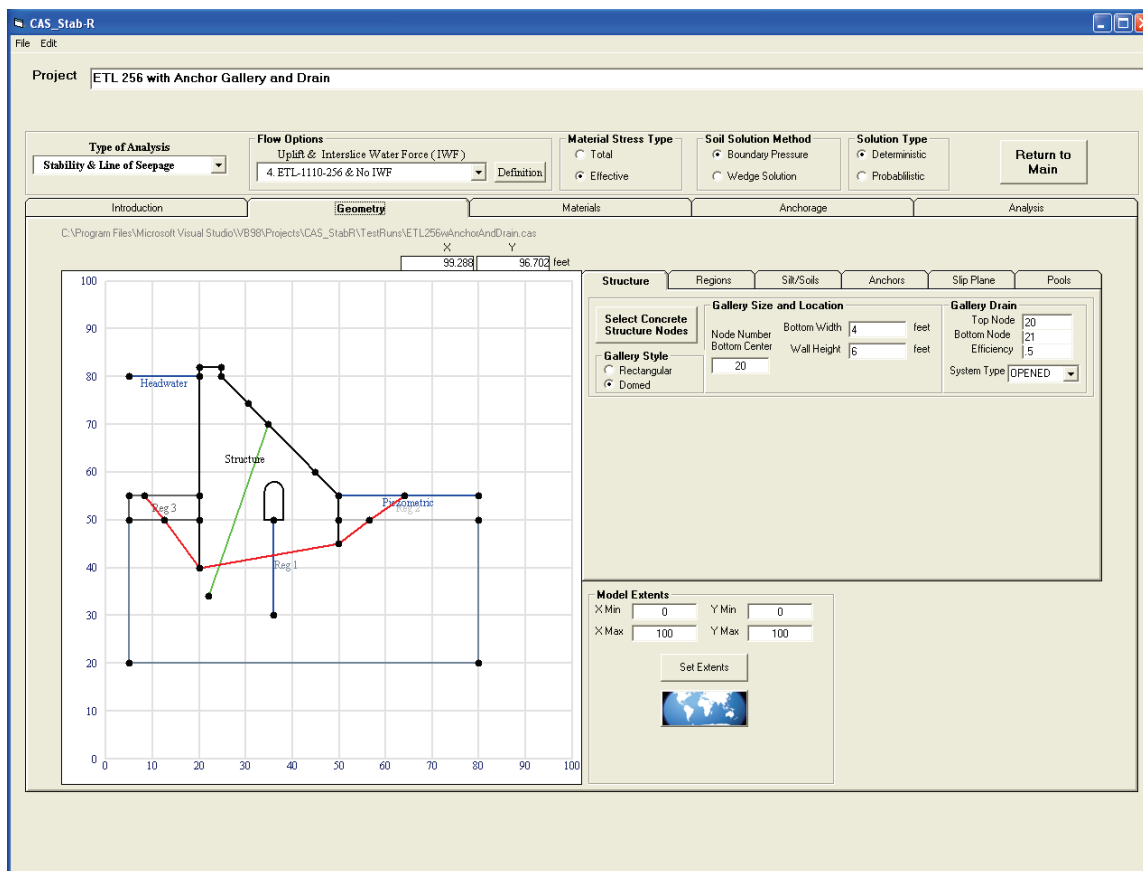 CAS_Stab-R
File Edit
Project ETL 256 with Anchor Gallery and Drain
Type of Analysis
Stability & Line of Seepage
Flow Options
Uplift & Interslice Water Force ( IWF )
4. ETL-1110-256 & No IWF
Definition
Material Stress Type
Total
Effective
Soil Solution Method
Boundary Pressure
Wedge Solution
Solution Type
Deterministic
Probablilistic
Return to
Main
Introduction Geometry Materials Anchorage Analysis
C:\Program Files\Microsoft Visual Studio\VB98\Projects\CAS_StabR\TestRuns\ETL256wAnchorAndDrain.cas
X Y
99.288 96.702 feet
100
90
80
70
60
50
40
30
20
10
0
0 10 20 30 40 50 60 70 80 90 100
Headwater
Structure
Reg 3
Piezometric
Reg 2
Reg 1
Structure Regions Silt/Soils Anchors Slip Plane Pools
Select Concrete
Structure Nodes
Gallery Style
Rectangular
Domed
Gallery Size and Location
Node Number
Bottom Center
20
Bottom Width 4 feet
Wall Height 6 feet
Gallery Drain
Top Node 20
Bottom Node 21
Efficiency .5
System Type OPENED
Model Extents
X Min 0 Y Min 0
X Max 100 Y Max 100
Set Extents